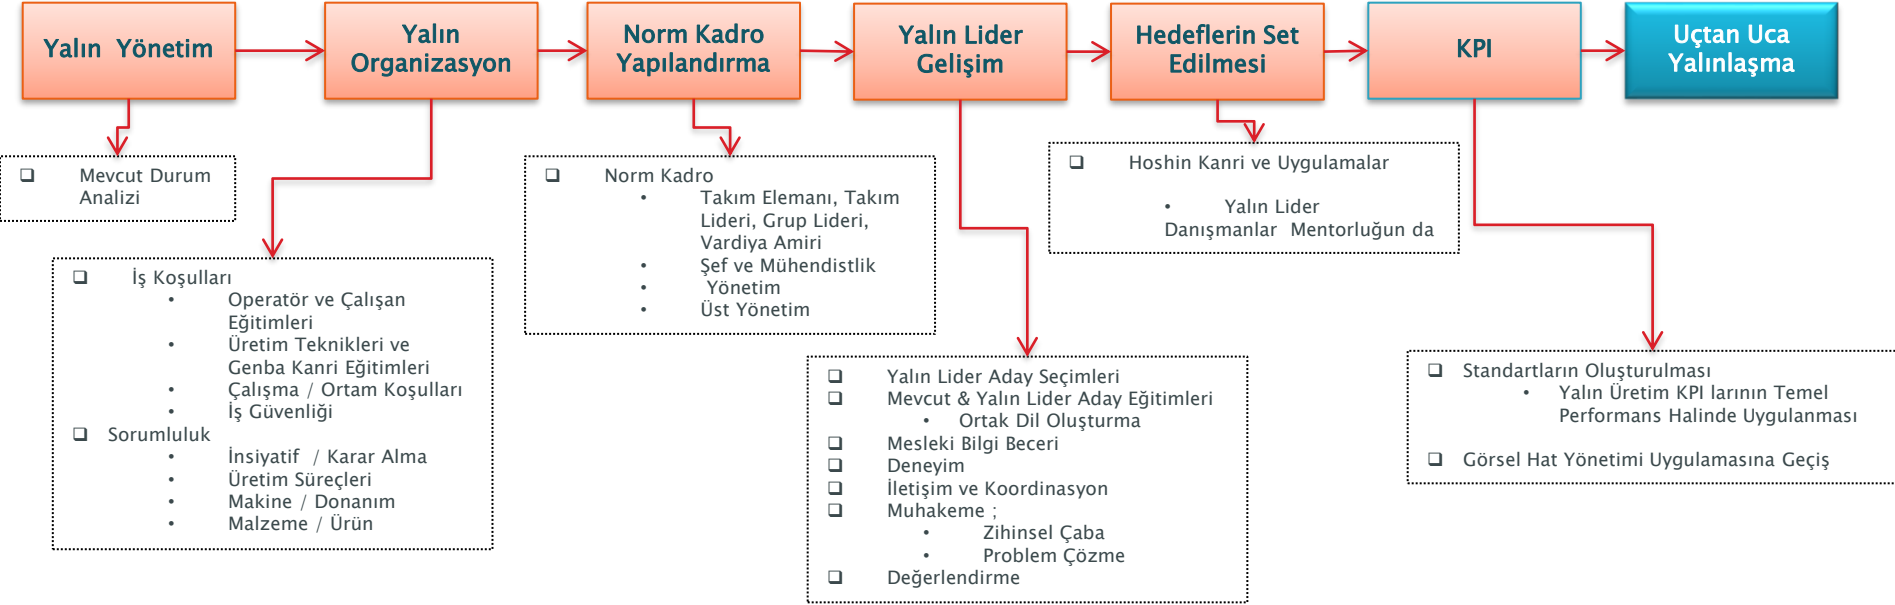 Yalın Yönetim
Yalın
Organizasyon
Norm Kadro
Yapılandırma
Yalın Lider
Gelişim
Hedeflerin Set
Edilmesi
KPI
Uçtan Uca
Yalınlaşma
❑ Mevcut Durum
Analizi
❑ İş Koşulları
• Operatör ve Çalışan
Eğitimleri
• Üretim Teknikleri ve
Genba Kanri Eğitimleri
• Çalışma / Ortam Koşulları
• İş Güvenliği
❑ Sorumluluk
• İnsiyatif / Karar Alma
• Üretim Süreçleri
• Makine / Donanım
• Malzeme / Ürün
❑ Norm Kadro
• Takım Elemanı, Takım
Lideri, Grup Lideri,
Vardiya Amiri
• Şef ve Mühendistlik
• Yönetim
• Üst Yönetim
❑ Yalın Lider Aday Seçimleri
❑ Mevcut & Yalın Lider Aday Eğitimleri
• Ortak Dil Oluşturma
❑ Mesleki Bilgi Beceri
❑ Deneyim
❑ İletişim ve Koordinasyon
❑ Muhakeme ;
• Zihinsel Çaba
• Problem Çözme
❑ Değerlendirme
❑ Hoshin Kanri ve Uygulamalar
• Yalın Lider
Danışmanlar Mentorluğun da
❑ Standartların Oluşturulması
• Yalın Üretim KPI larının Temel
Performans Halinde Uygulanması
❑ Görsel Hat Yönetimi Uygulamasına Geçiş